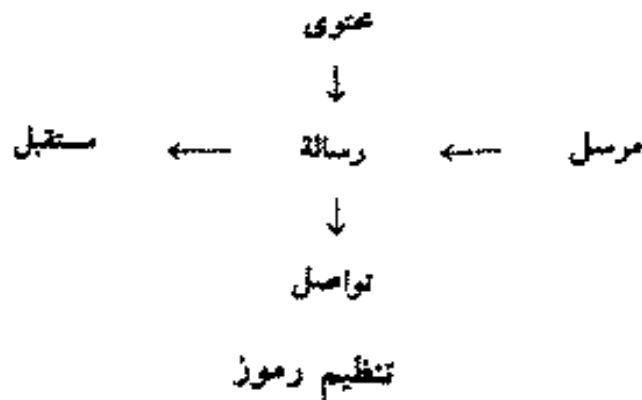 محتوى
↓
مرسل ← رسالة ← مستقبل
↓
تواصل
تنظيم رموز